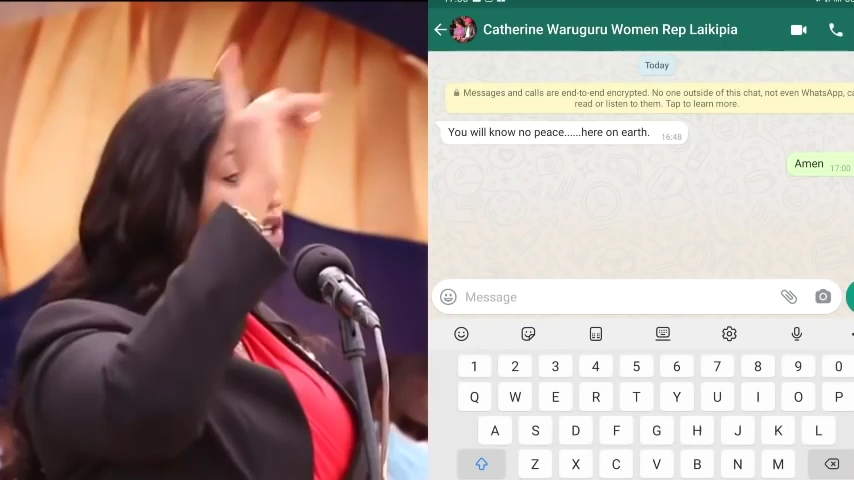 Catherine Waruguru Women Rep Laikipia
Today
Messages and calls are end-to-end encrypted. No one outside of this chat, not even WhatsApp, ca
read or listen to them. Tap to learn more.
You will know no peace......here on earth. 16:48
Amen 17:00
Message
1 2 3 4 5 6 7 8 9 0
Q W E R T Y U I O P
A S D F G H J K L
Z X C V B N M